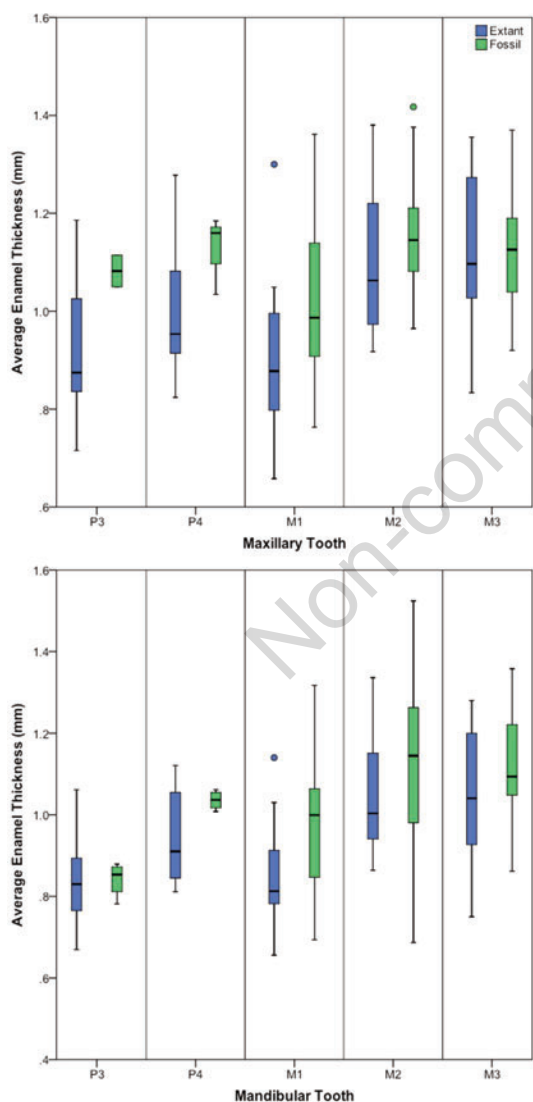 1.6
Extant
Fossil
1.4
1.2
1.0
.8
.6
Average Enamel Thickness (mm)
P3 P4 M1 M2 M3
Maxillary Tooth
Non-comm
1.6
1.4
1.2
1.0
.8
.6
.4
Average Enamel Thickness (mm)
P3 P4 M1 M2 M3
Mandibular Tooth